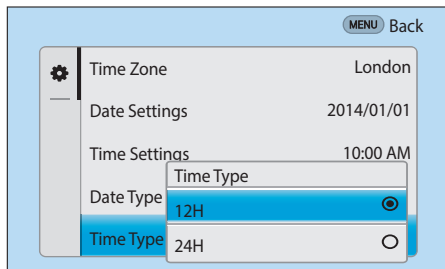 MENU Back
Time Zone London
Date Settings 2014/01/01
Time Settings 10:00 AM
Time Type
Date Type
12H
Time Type
24H